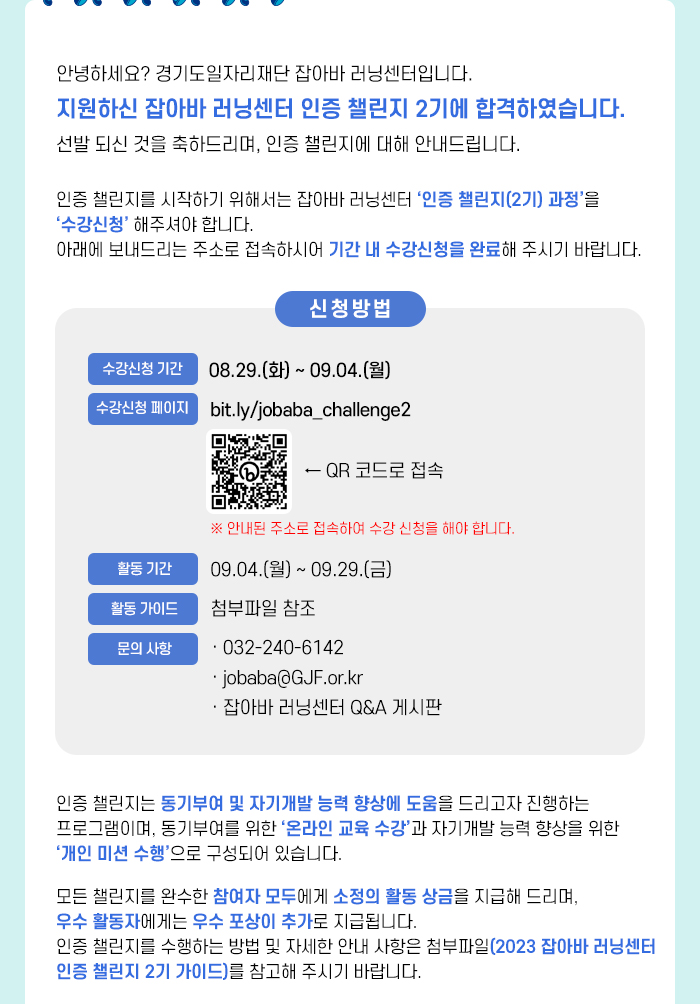 안녕하세요? 경기도일자리재단 잡아바 러닝센터입니다.
지원하신 잡아바 러닝센터 인증 챌린지 2기에 합격하였습니다.
선발 되신 것을 축하드리며, 인증 챌린지에 대해 안내드립니다.
인증 챌린지를 시작하기 위해서는 잡아바 러닝센터 ‘인증 챌린지(2기) 과정’을
‘수강신청’ 해주셔야 합니다.
아래에 보내드리는 주소로 접속하시어 기간 내 수강신청을 완료해 주시기 바랍니다.
신청방법
수강신청 기간 08.29.(화) ~ 09.04.(월)
수강신청 페이지 bit.ly/jobaba_challenge2
← QR 코드로 접속
※ 안내된 주소로 접속하여 수강 신청을 해야 합니다.
활동 기간 09.04.(월) ~ 09.29.(금)
활동 가이드 첨부파일 참조
문의 사항 · 032-240-6142
· jobaba@GJF.or.kr
· 잡아바 러닝센터 Q&A 게시판
인증 챌린지는 동기부여 및 자기개발 능력 향상에 도움을 드리고자 진행하는
프로그램이며, 동기부여를 위한 ‘온라인 교육 수강’과 자기개발 능력 향상을 위한
‘개인 미션 수행’으로 구성되어 있습니다.
모든 챌린지를 완수한 참여자 모두에게 소정의 활동 상금을 지급해 드리며,
우수 활동자에게는 우수 포상이 추가로 지급됩니다.
인증 챌린지를 수행하는 방법 및 자세한 안내 사항은 첨부파일(2023 잡아바 러닝센터
인증 챌린지 2기 가이드)를 참고해 주시기 바랍니다.